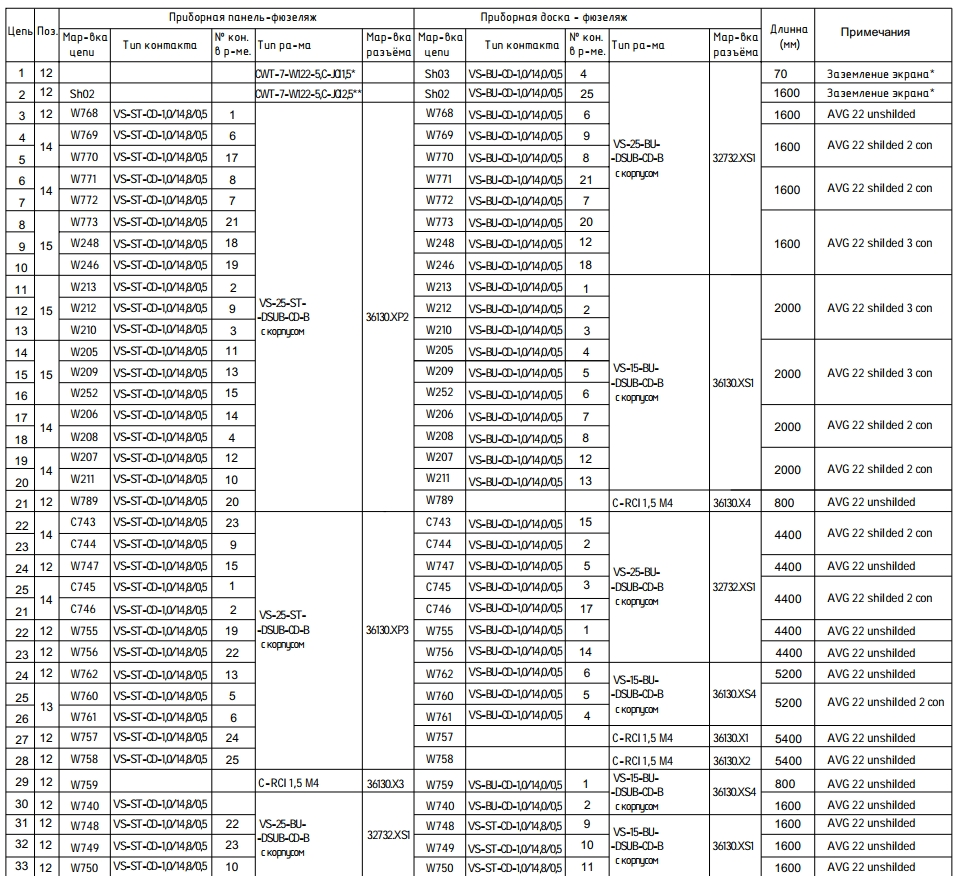 Цепь Поз. Приборная панель-фюзеляж Приборная доска - фюзеляж Длинна (мм) Примечания
Мар-вка цепи Тип контакта № кон. в р-ме. Тип ра-ма Мар-вка разъёма Мар-вка цепи Тип контакта № кон. в р-ме. Тип ра-ма Мар-вка разъёма
1 12 CWT-7-W122-5,C-JC11,5* Sh03 VS-BU-CD-1,0/14,0/0,5 4 VS-25-BU--DSUB-CD-B с корпусом 32732.XS1 70 Заземление экрана*
2 12 Sh02 CWT-7-W122-5,C-JC12,5** Sh02 VS-BU-CD-1,0/14,0/0,5 25 1600 Заземление экрана*
3 12 W768 VS-ST-CD-1,0/14,8/0,5 1 VS-25-ST--DSUB-CD-B с корпусом 36130.XP2 W768 VS-BU-CD-1,0/14,0/0,5 6 1600 AVG 22 unshilded
4 14 W769 VS-ST-CD-1,0/14,8/0,5 6 W769 VS-BU-CD-1,0/14,0/0,5 9 1600 AVG 22 shilded 2 con
5 W770 VS-ST-CD-1,0/14,8/0,5 17 W770 VS-BU-CD-1,0/14,0/0,5 8
6 14 W771 VS-ST-CD-1,0/14,8/0,5 8 W771 VS-BU-CD-1,0/14,0/0,5 21 1600 AVG 22 shilded 2 con
7 W772 VS-ST-CD-1,0/14,8/0,5 7 W772 VS-BU-CD-1,0/14,0/0,5 7
8 15 W773 VS-ST-CD-1,0/14,8/0,5 21 W773 VS-BU-CD-1,0/14,0/0,5 20 1600 AVG 22 shilded 3 con
9 W248 VS-ST-CD-1,0/14,8/0,5 18 W248 VS-BU-CD-1,0/14,0/0,5 12
10 W246 VS-ST-CD-1,0/14,8/0,5 19 W246 VS-BU-CD-1,0/14,0/0,5 18
11 15 W213 VS-ST-CD-1,0/14,8/0,5 2 W213 VS-BU-CD-1,0/14,0/0,5 1 VS-15-BU--DSUB-CD-B с корпусом 36130.XS1 2000 AVG 22 shilded 3 con
12 W212 VS-ST-CD-1,0/14,8/0,5 9 W212 VS-BU-CD-1,0/14,0/0,5 2
13 W210 VS-ST-CD-1,0/14,8/0,5 3 W210 VS-BU-CD-1,0/14,0/0,5 3
14 15 W205 VS-ST-CD-1,0/14,8/0,5 11 W205 VS-BU-CD-1,0/14,0/0,5 4 2000 AVG 22 shilded 3 con
15 W209 VS-ST-CD-1,0/14,8/0,5 13 W209 VS-BU-CD-1,0/14,0/0,5 5
16 W252 VS-ST-CD-1,0/14,8/0,5 15 W252 VS-BU-CD-1,0/14,0/0,5 6
17 14 W206 VS-ST-CD-1,0/14,8/0,5 14 W206 VS-BU-CD-1,0/14,0/0,5 7 2000 AVG 22 shilded 2 con
18 W208 VS-ST-CD-1,0/14,8/0,5 4 W208 VS-BU-CD-1,0/14,0/0,5 8
19 14 W207 VS-ST-CD-1,0/14,8/0,5 12 W207 VS-BU-CD-1,0/14,0/0,5 12 2000 AVG 22 shilded 2 con
20 W211 VS-ST-CD-1,0/14,8/0,5 10 W211 VS-BU-CD-1,0/14,0/0,5 13
21 12 W789 VS-ST-CD-1,0/14,8/0,5 20 W789 C-RCI 1,5 M4 36130.X4 800 AVG 22 unshilded
22 14 C743 VS-ST-CD-1,0/14,8/0,5 23 VS-25-ST--DSUB-CD-B с корпусом 36130.XP3 C743 VS-BU-CD-1,0/14,0/0,5 15 VS-25-BU--DSUB-CD-B с корпусом 32732.XS1 4400 AVG 22 shilded 2 con
23 C744 VS-ST-CD-1,0/14,8/0,5 9 C744 VS-BU-CD-1,0/14,0/0,5 2
24 12 W747 VS-ST-CD-1,0/14,8/0,5 15 W747 VS-BU-CD-1,0/14,0/0,5 5 4400 AVG 22 unshilded
25 14 C745 VS-ST-CD-1,0/14,8/0,5 1 C745 VS-BU-CD-1,0/14,0/0,5 3 4400 AVG 22 shilded 2 con
21 C746 VS-ST-CD-1,0/14,8/0,5 2 C746 VS-BU-CD-1,0/14,0/0,5 17
22 12 W755 VS-ST-CD-1,0/14,8/0,5 19 W755 VS-BU-CD-1,0/14,0/0,5 1 4400 AVG 22 unshilded
23 12 W756 VS-ST-CD-1,0/14,8/0,5 22 W756 VS-BU-CD-1,0/14,0/0,5 14 4400 AVG 22 unshilded
24 12 W762 VS-ST-CD-1,0/14,8/0,5 13 W762 VS-BU-CD-1,0/14,0/0,5 6 VS-15-BU--DSUB-CD-B с корпусом 36130.XS4 5200 AVG 22 unshilded
25 13 W760 VS-ST-CD-1,0/14,8/0,5 5 W760 VS-BU-CD-1,0/14,0/0,5 5 5200 AVG 22 unshilded 2 con
26 W761 VS-ST-CD-1,0/14,8/0,5 6 W761 VS-BU-CD-1,0/14,0/0,5 4
27 12 W757 VS-ST-CD-1,0/14,8/0,5 24 W757 C-RCI 1,5 M4 36130.X1 5400 AVG 22 unshilded
28 12 W758 VS-ST-CD-1,0/14,8/0,5 25 W758 C-RCI 1,5 M4 36130.X2 5400 AVG 22 unshilded
29 12 W759 C-RCI 1,5 M4 36130.X3 W759 VS-BU-CD-1,0/14,0/0,5 1 VS-15-BU--DSUB-CD-B с корпусом 36130.XS4 800 AVG 22 unshilded
30 12 W740 VS-ST-CD-1,0/14,8/0,5 VS-25-BU--DSUB-CD-B с корпусом 32732.XS1 W740 VS-BU-CD-1,0/14,0/0,5 2 1600 AVG 22 unshilded
31 12 W748 VS-ST-CD-1,0/14,8/0,5 22 W748 VS-ST-CD-1,0/14,8/0,5 9 VS-15-BU--DSUB-CD-B с корпусом 36130.XS1 1600 AVG 22 unshilded
32 12 W749 VS-ST-CD-1,0/14,8/0,5 23 W749 VS-ST-CD-1,0/14,8/0,5 10 1600 AVG 22 unshilded
33 12 W750 VS-ST-CD-1,0/14,8/0,5 10 W750 VS-ST-CD-1,0/14,8/0,5 11 1600 AVG 22 unshilded